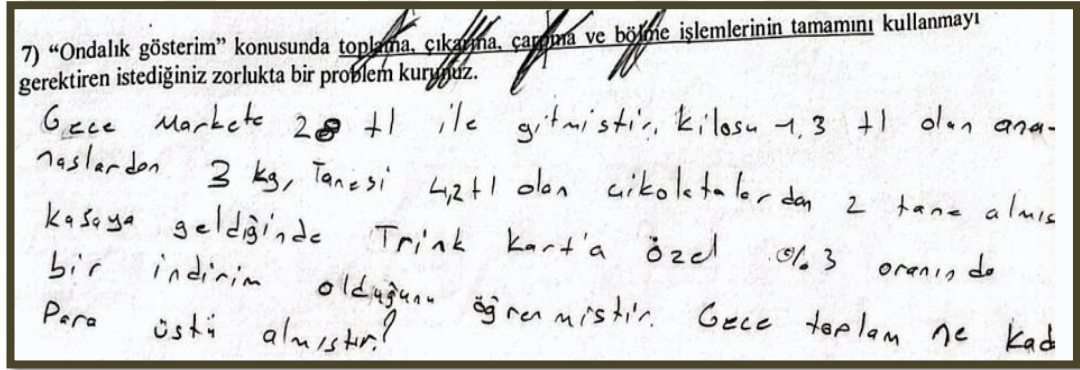 7) “Ondalık gösterim” konusunda toplama, çıkarma, çarpma ve bölme işlemlerinin tamamını kullanmayı
gerektiren istediğiniz zorlukta bir problem kurunuz.
Gece Markete 28 tl ile gitmiştir, kilosu 1,3 tl olan ana-
naslardan 3 kg, Tanesi 4,2 tl olan çikolatalardan 2 tane almış
kasaya geldiğinde Trink Kart'a özel %3 oranında
bir indirim olduğunu öğrenmiştir. Gece toplam ne kad
Para üstü almıştır?